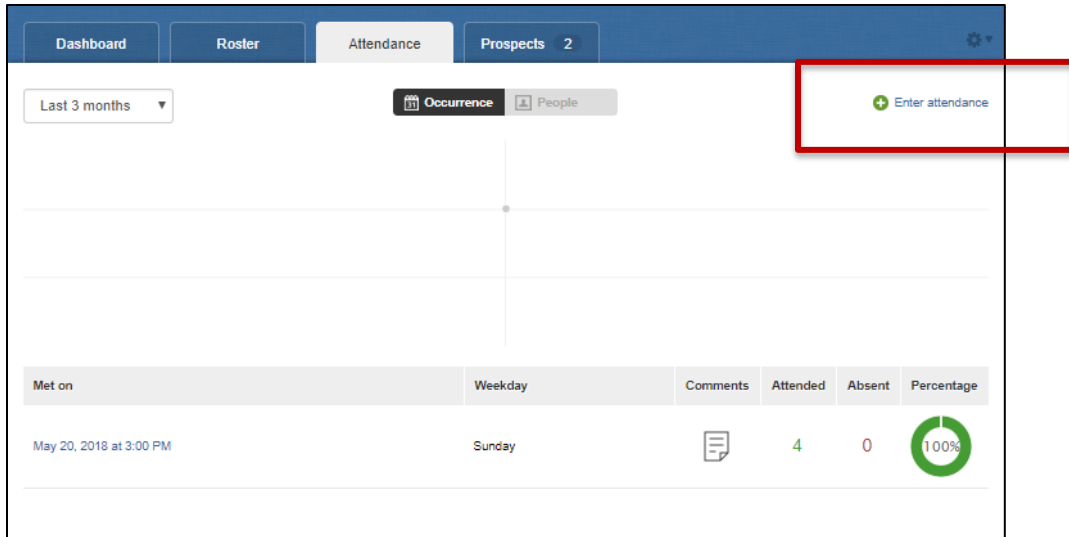 Dashboard Roster Attendance Prospects 2
Last 3 months 31 Occurrence People Enter attendance
Met on Weekday Comments Attended Absent Percentage
May 20, 2018 at 3:00 PM Sunday 4 0 100%